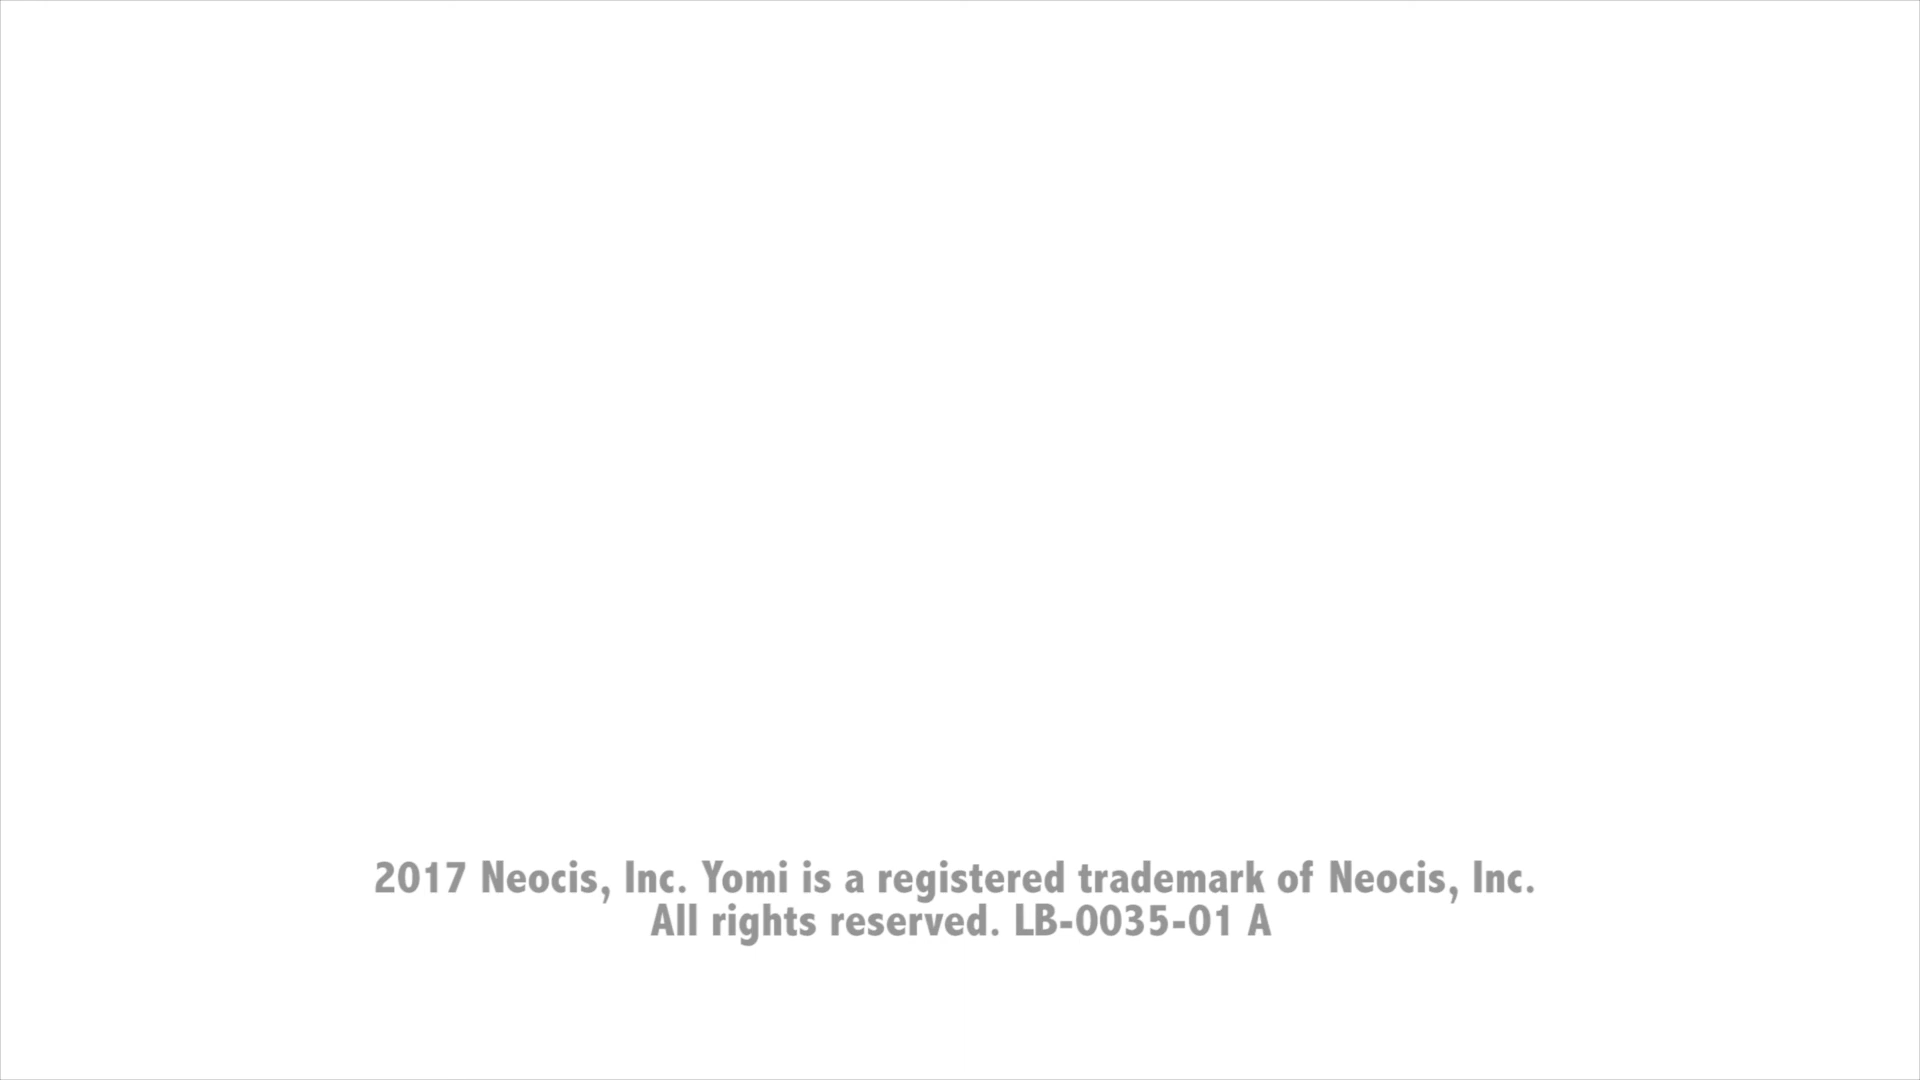 2017 Neocis, Inc. Yomi is a registered trademark of Neocis, Inc.
All rights reserved. LB-0035-01 A